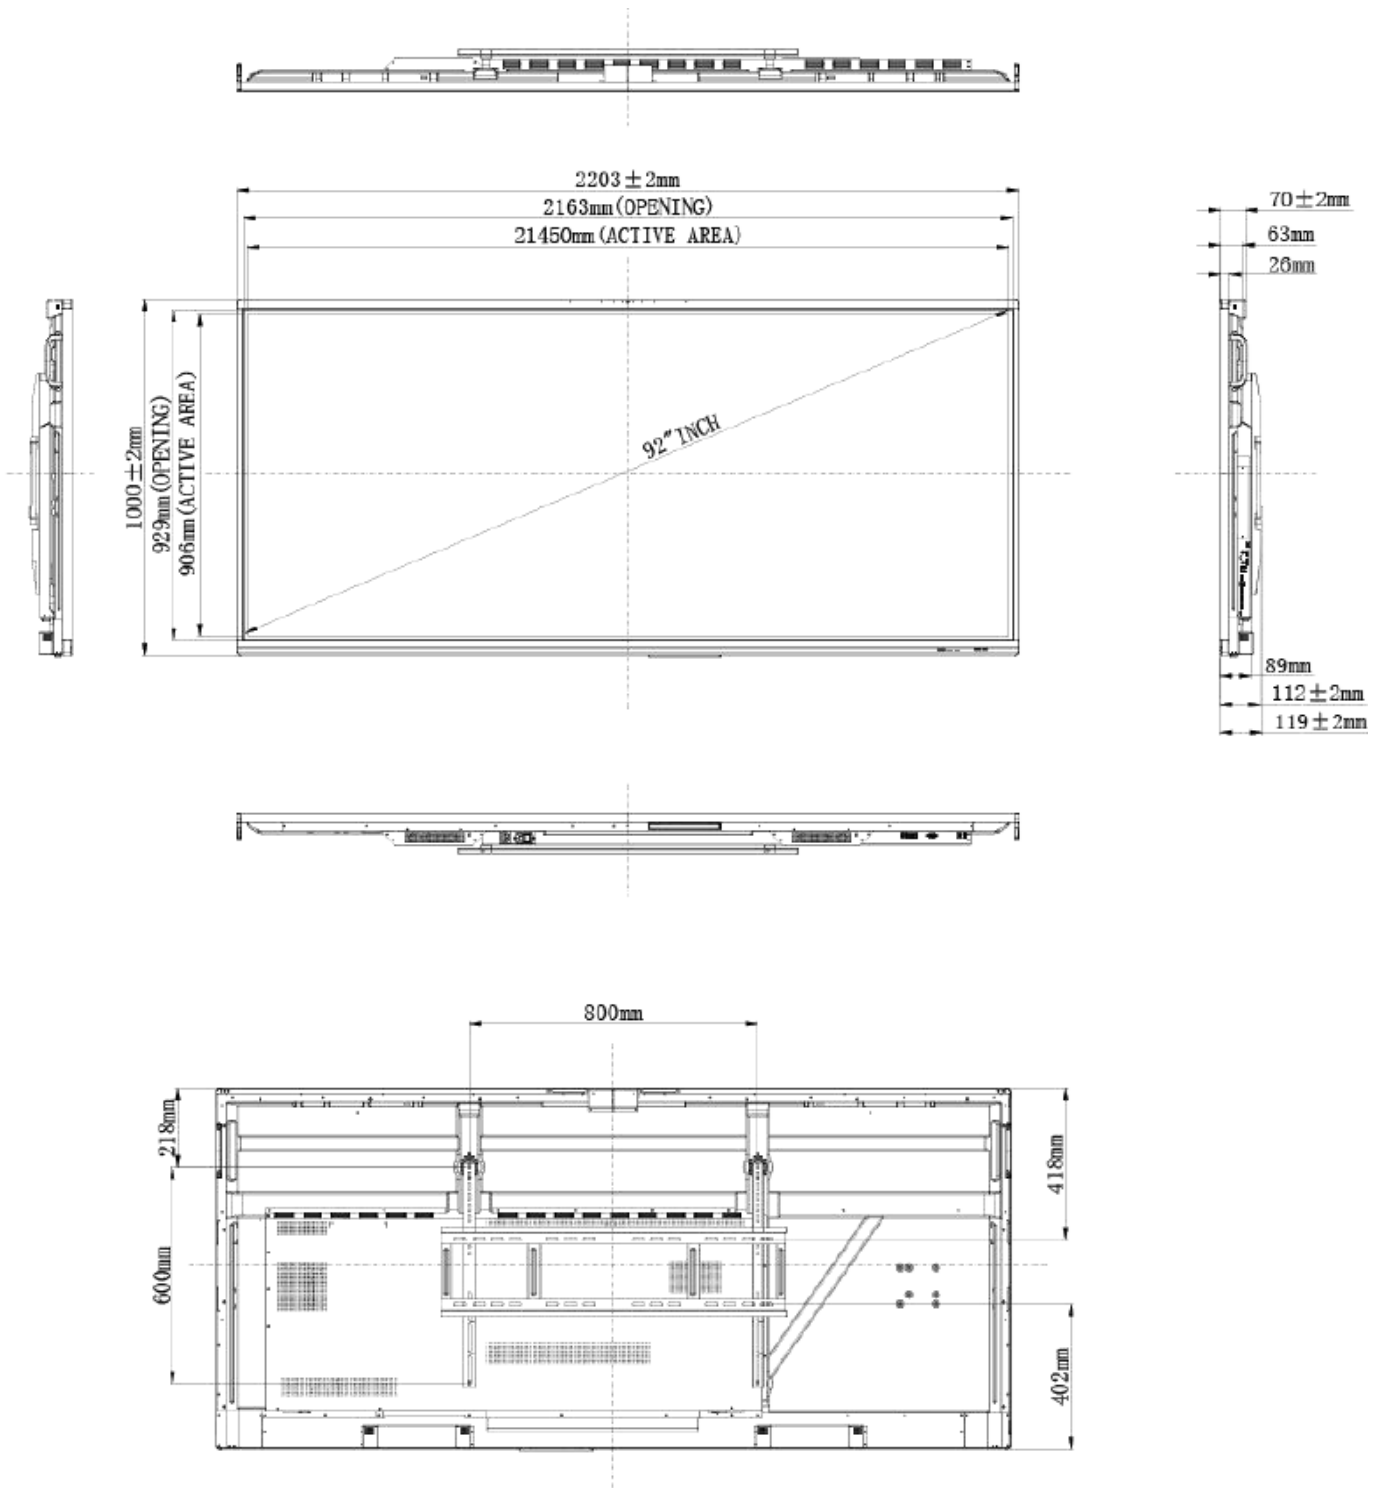 2203±2mm
2163mm(OPENING)
21450mm(ACTIVE AREA)
70±2mm
63mm
26mm
1000±2mm
929mm(OPENING)
906mm(ACTIVE AREA)
92"INCH
89mm
112±2mm
119±2mm
800mm
218mm
418mm
600mm
402mm